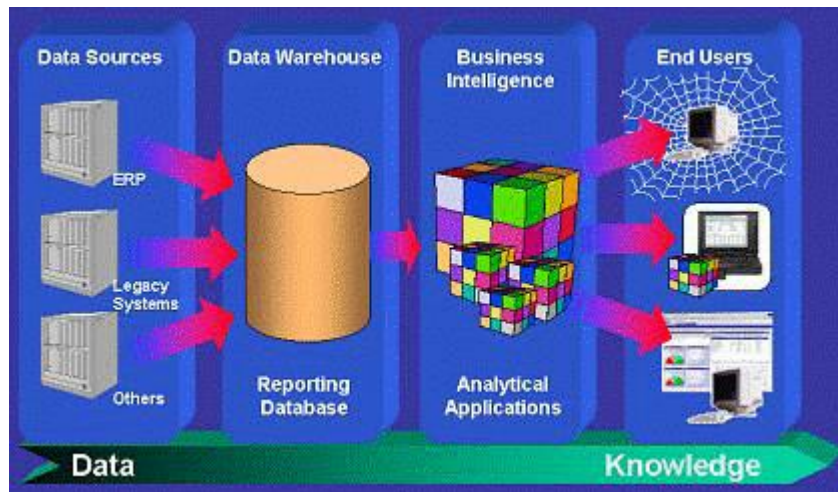 Data Sources
ERP
Legacy
Systems
Others
Data Warehouse
Reporting
Database
Business
Intelligence
Analytical
Applications
End Users
Data
Knowledge